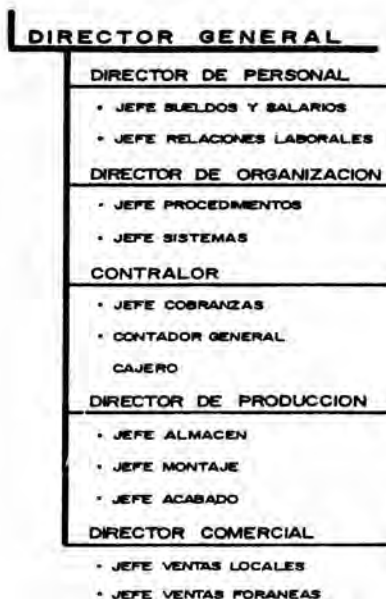 DIRECTOR GENERAL
DIRECTOR DE PERSONAL
• JEFE SUELDOS Y SALARIOS
• JEFE RELACIONES LABORALES
DIRECTOR DE ORGANIZACION
• JEFE PROCEDIMIENTOS
• JEFE SISTEMAS
CONTRALOR
• JEFE COBRANZAS
• CONTADOR GENERAL
CAJERO
DIRECTOR DE PRODUCCION
• JEFE ALMACEN
• JEFE MONTAJE
• JEFE ACABADO
DIRECTOR COMERCIAL
• JEFE VENTAS LOCALES
• JEFE VENTAS FORANEAS